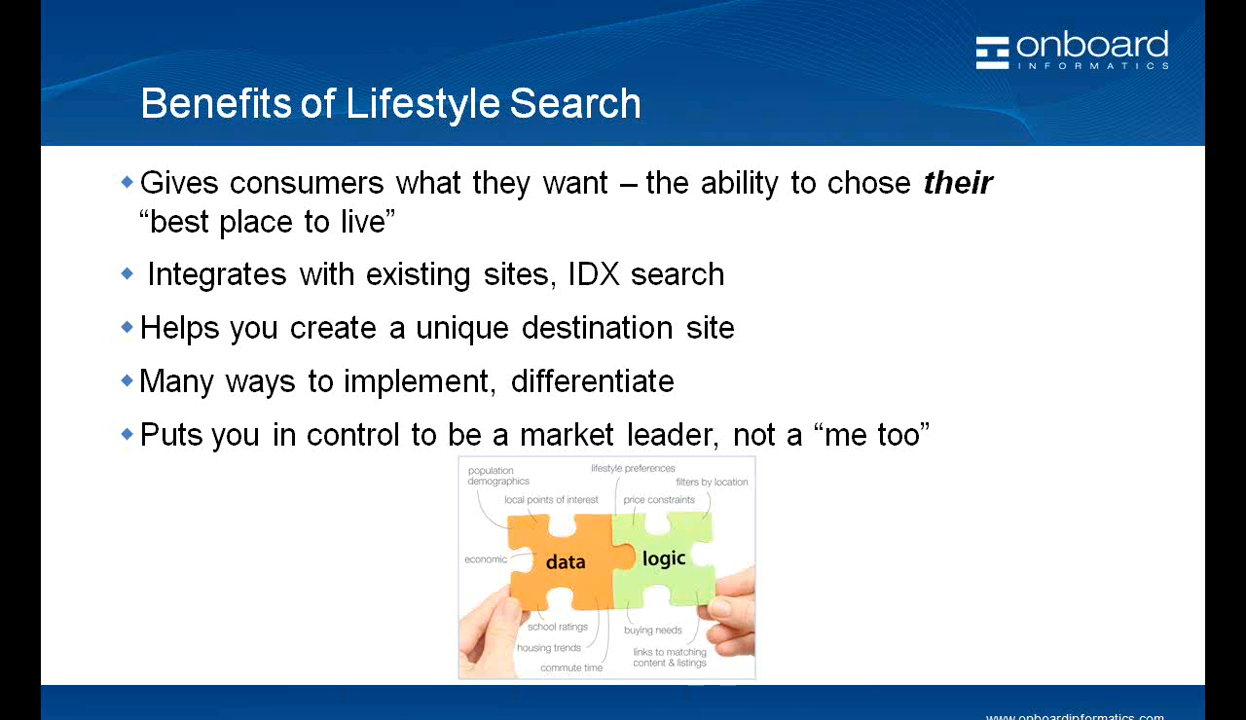 onboard
INFORMATICS
Benefits of Lifestyle Search
Gives consumers what they want – the ability to chose their
“best place to live”
Integrates with existing sites, IDX search
Helps you create a unique destination site
Many ways to implement, differentiate
Puts you in control to be a market leader, not a “me too”
population
demographics
lifestyle preferences
filters by location
local points of interest
price constraints
economic
data
logic
school ratings
buying needs
housing trends
links to matching
content & listings
commute time
www.onboardinformatics.com